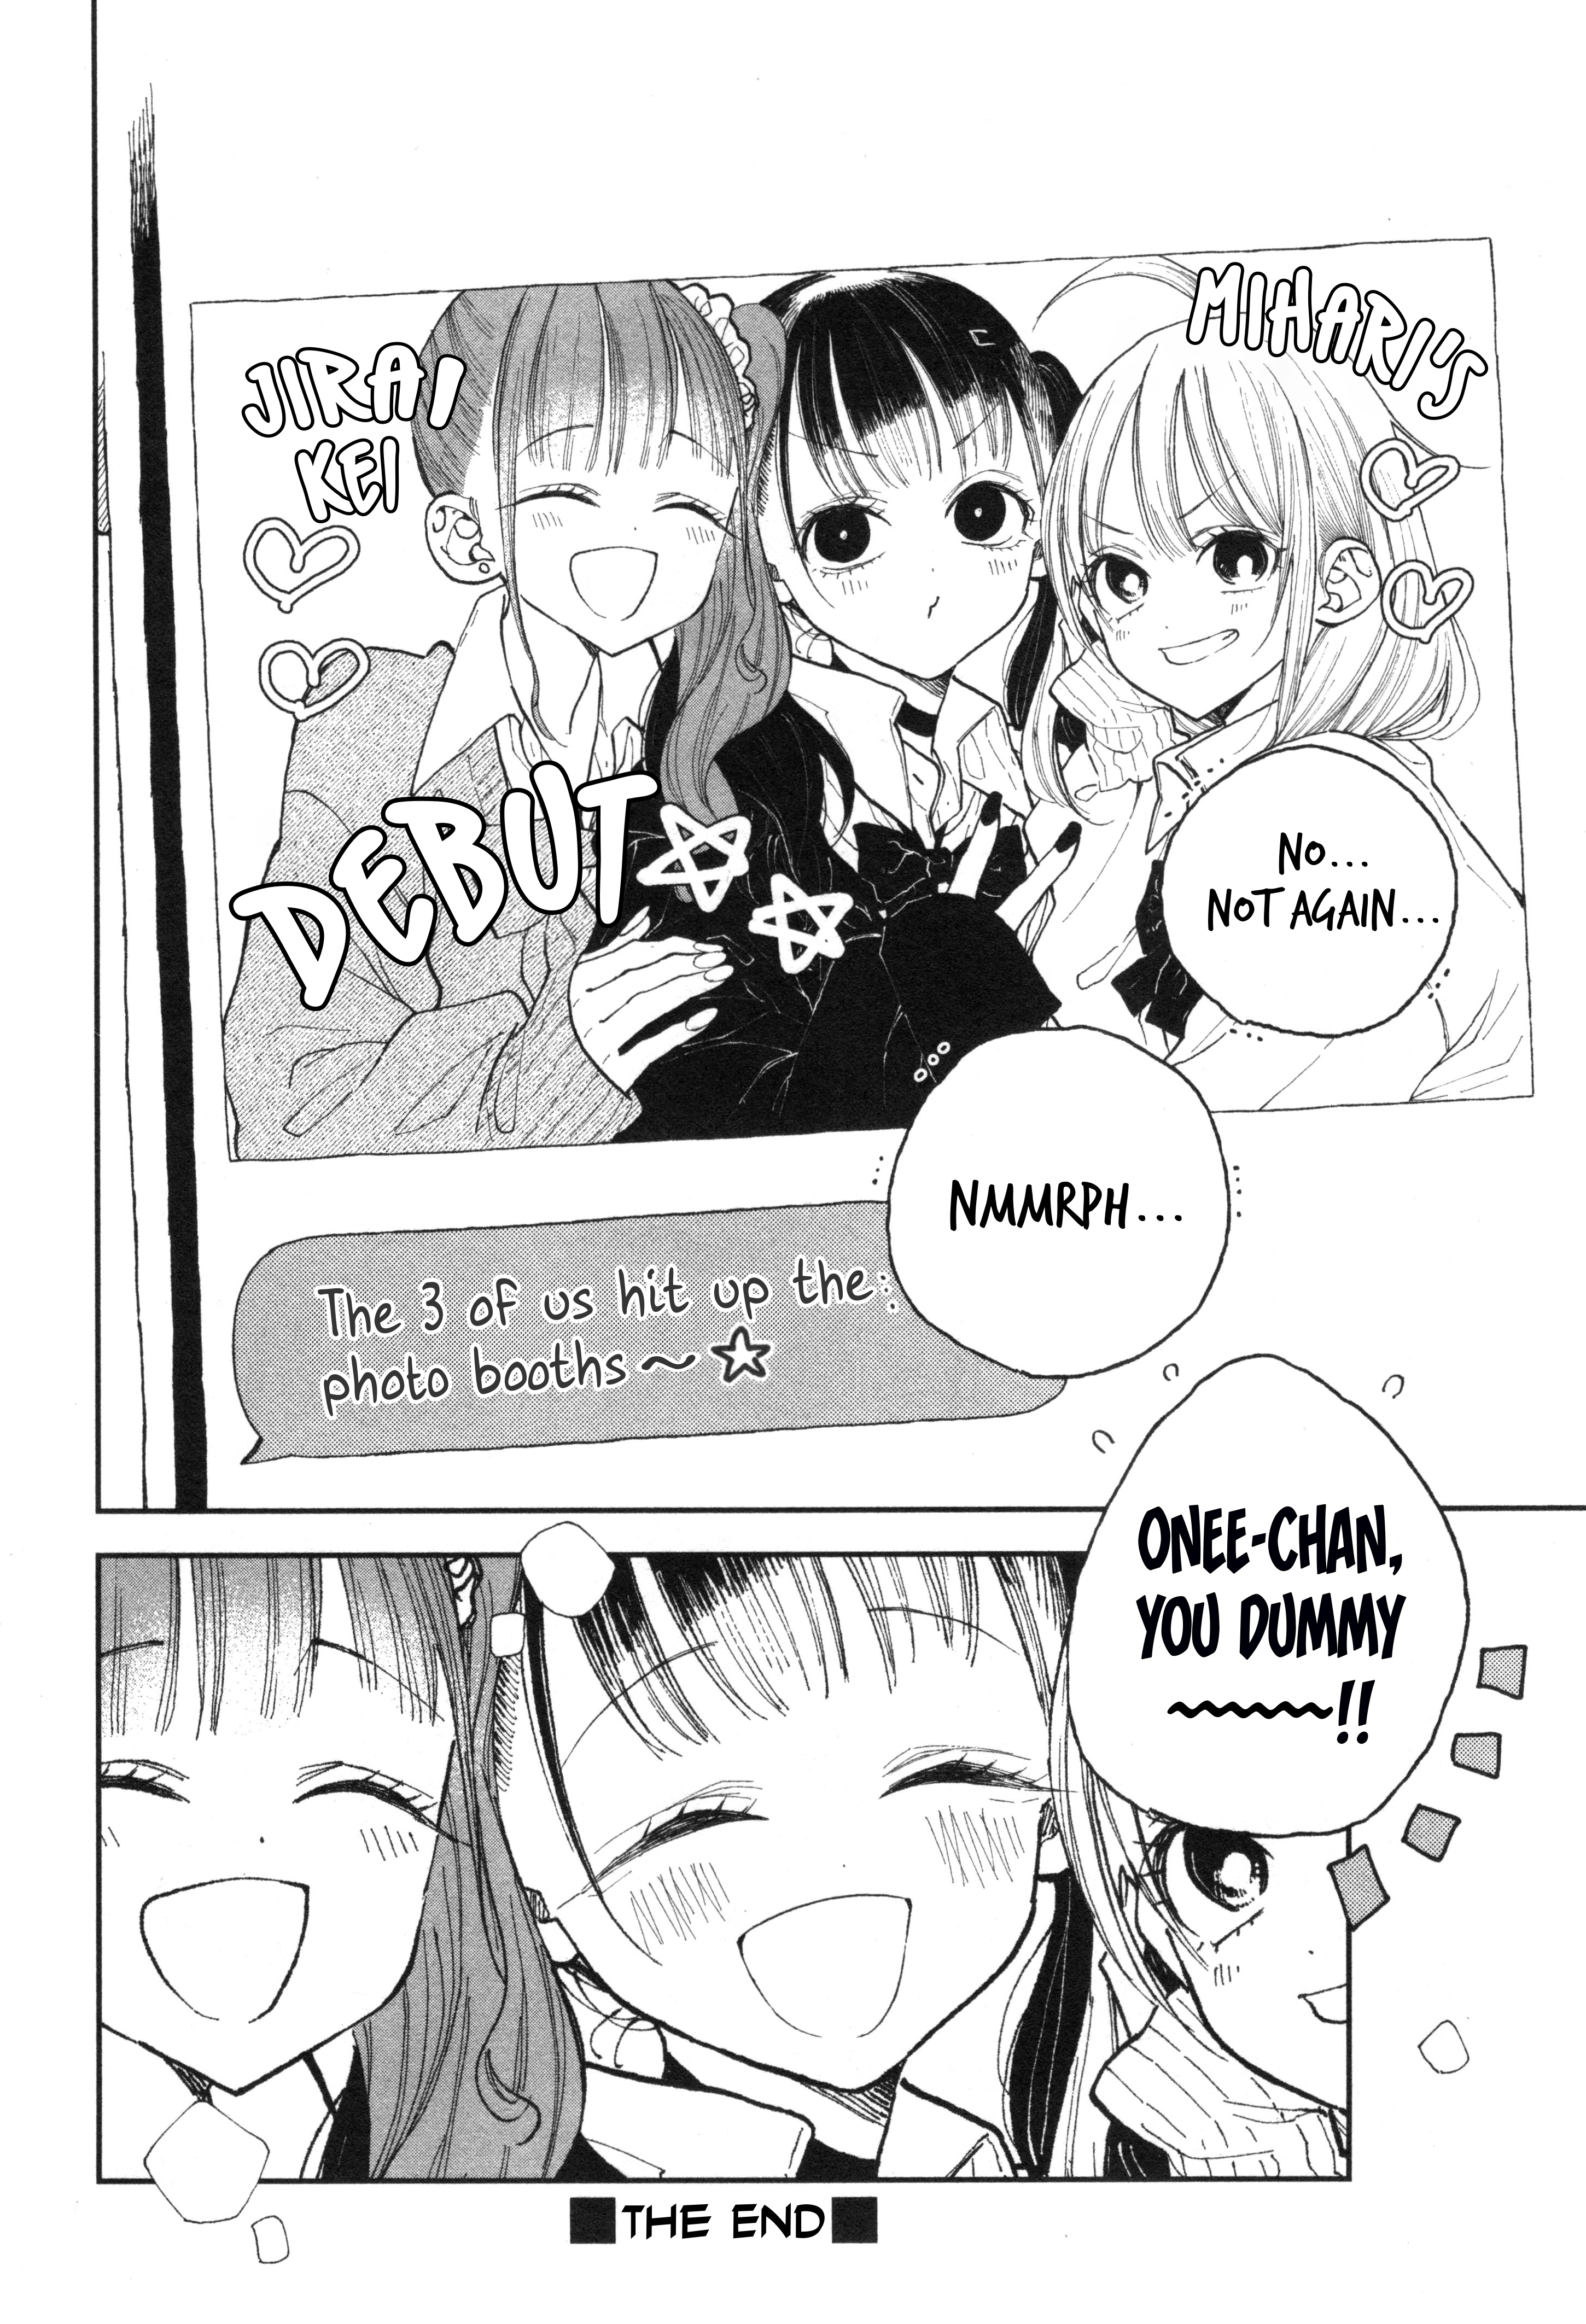 MIHARI'S
JIRAI
KEI
DEBUT
NO...
NOT AGAIN...
NMMRPH...
The 3 of us hit up the
photo booths~☆
ONEE-CHAN,
YOU DUMMY
~~~~!!
THE END